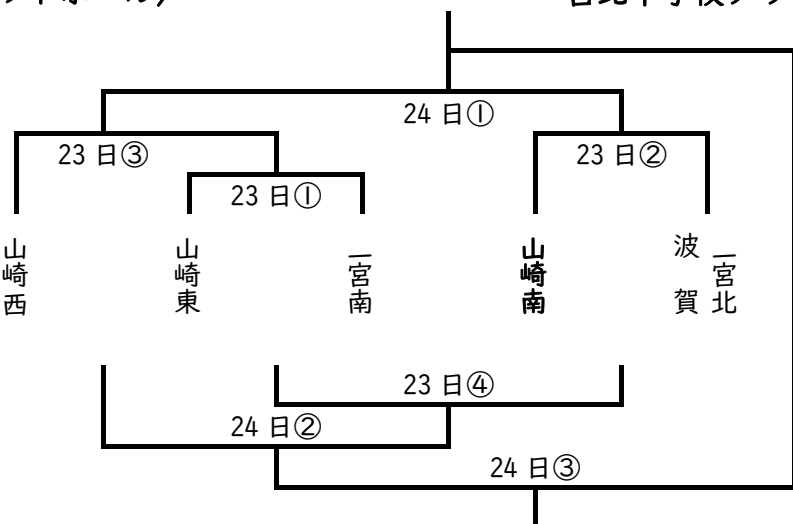 24日①
23日③
23日②
23日①
山崎西
山崎東
一宮南
山崎南
波賀
一宮北
23日④
24日②
24日③